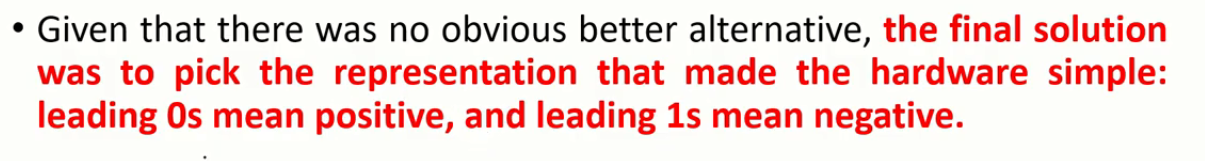 • Given that there was no obvious better alternative, the final solution
was to pick the representation that made the hardware simple:
leading 0s mean positive, and leading 1s mean negative.